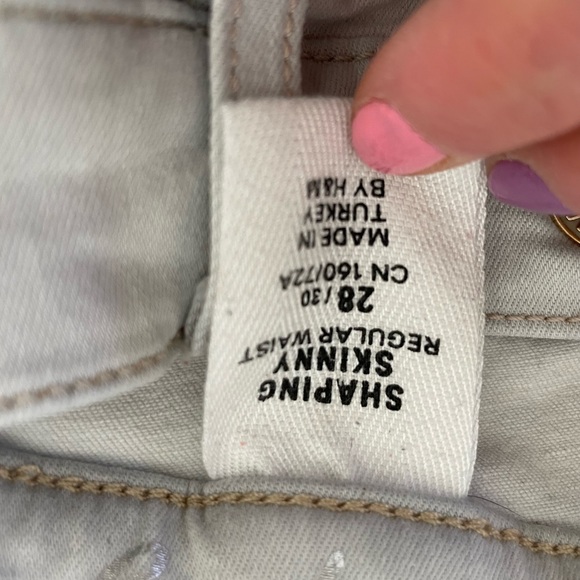 SHAPING
SKINNY
REGULAR WAIST
28/30
CN 160/72A
MADE IN
TURKEY
BY H&M